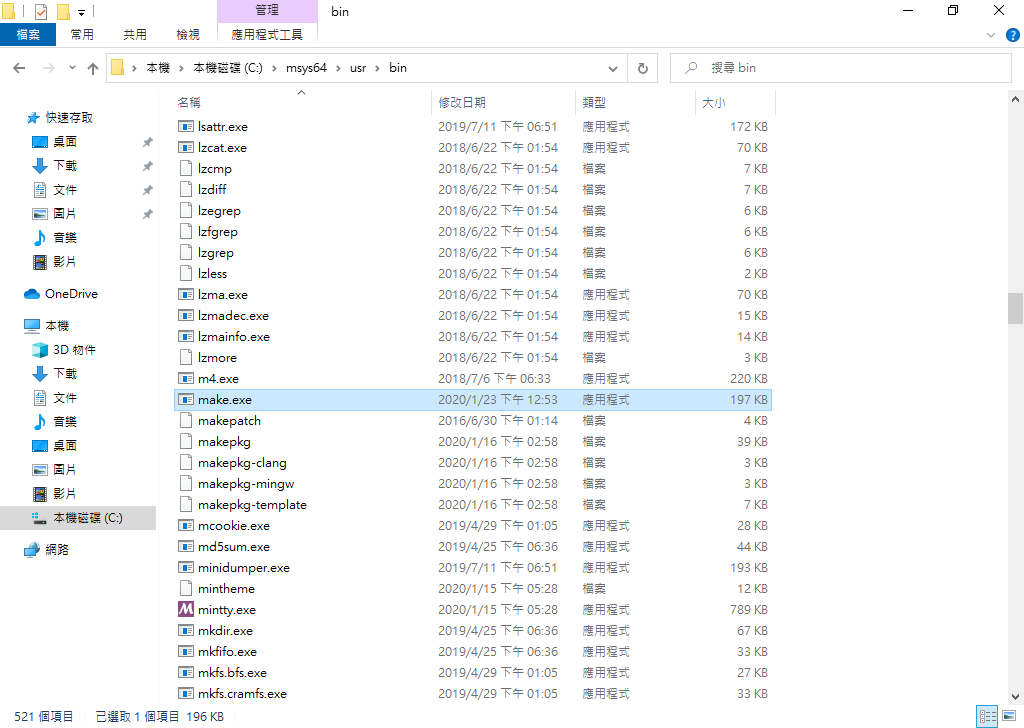 管理
bin
檔案 常用 共用 檢視 應用程式工具
本機 本機磁碟 (C:) msys64 usr bin
搜尋 bin
快速存取
桌面
下載
文件
圖片
音樂
影片
OneDrive
本機
3D 物件
下載
文件
音樂
桌面
圖片
影片
本機磁碟 (C:)
網路
名稱 修改日期 類型 大小
lsattr.exe 2019/7/11 下午 06:51 應用程式 172 KB
lzcat.exe 2018/6/22 下午 01:54 應用程式 70 KB
lzcmp 2018/6/22 下午 01:54 檔案 7 KB
lzdiff 2018/6/22 下午 01:54 檔案 7 KB
lzegrep 2018/6/22 下午 01:54 檔案 6 KB
lzfgrep 2018/6/22 下午 01:54 檔案 6 KB
lzgrep 2018/6/22 下午 01:54 檔案 6 KB
lzless 2018/6/22 下午 01:54 檔案 2 KB
lzma.exe 2018/6/22 下午 01:54 應用程式 70 KB
lzmadec.exe 2018/6/22 下午 01:54 應用程式 15 KB
lzmainfo.exe 2018/6/22 下午 01:54 應用程式 14 KB
lzmore 2018/6/22 下午 01:54 檔案 3 KB
m4.exe 2018/7/6 下午 06:33 應用程式 220 KB
make.exe 2020/1/23 下午 12:53 應用程式 197 KB
makepatch 2016/6/30 下午 01:14 檔案 4 KB
makepkg 2020/1/16 下午 02:58 檔案 39 KB
makepkg-clang 2020/1/16 下午 02:58 檔案 3 KB
makepkg-mingw 2020/1/16 下午 02:58 檔案 3 KB
makepkg-template 2020/1/16 下午 02:58 檔案 7 KB
mcookie.exe 2019/4/29 下午 01:05 應用程式 28 KB
md5sum.exe 2019/4/25 下午 06:36 應用程式 44 KB
minidumper.exe 2019/7/11 下午 06:51 應用程式 193 KB
mintheme 2020/1/15 下午 05:28 檔案 12 KB
mintty.exe 2020/1/15 下午 05:28 應用程式 789 KB
mkdir.exe 2019/4/25 下午 06:36 應用程式 67 KB
mkfifo.exe 2019/4/25 下午 06:36 應用程式 33 KB
mkfs.bfs.exe 2019/4/29 下午 01:05 應用程式 27 KB
mkfs.cramfs.exe 2019/4/29 下午 01:05 應用程式 33 KB
521 個項目 已選取 1 個項目 196 KB